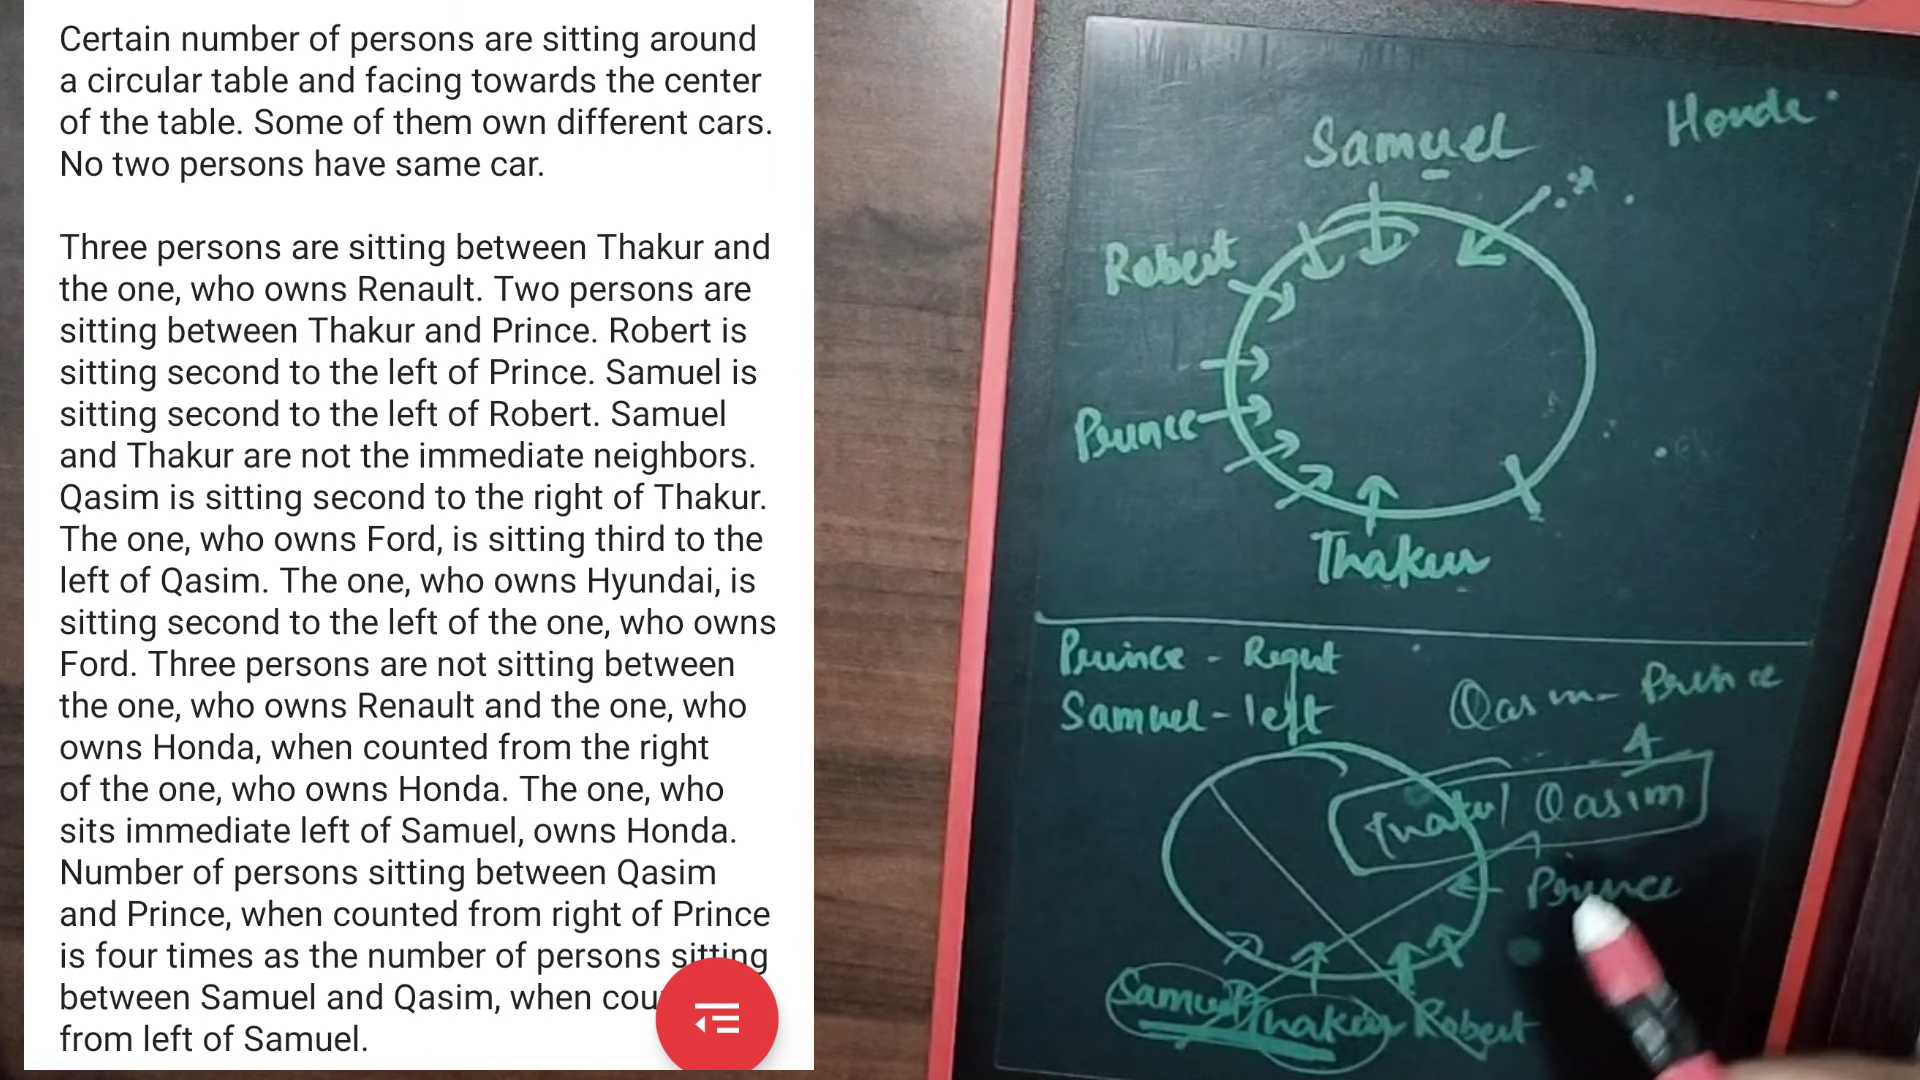 Certain number of persons are sitting around
a circular table and facing towards the center
of the table. Some of them own different cars.
No two persons have same car.
Three persons are sitting between Thakur and
the one, who owns Renault. Two persons are
sitting between Thakur and Prince. Robert is
sitting second to the left of Prince. Samuel is
sitting second to the left of Robert. Samuel
and Thakur are not the immediate neighbors.
Qasim is sitting second to the right of Thakur.
The one, who owns Ford, is sitting third to the
left of Qasim. The one, who owns Hyundai, is
sitting second to the left of the one, who owns
Ford. Three persons are not sitting between
the one, who owns Renault and the one, who
owns Honda, when counted from the right
of the one, who owns Honda. The one, who
sits immediate left of Samuel, owns Honda.
Number of persons sitting between Qasim
and Prince, when counted from right of Prince
is four times as the number of persons sitting
between Samuel and Qasim, when cou
from left of Samuel.
Honda
Samuel
Robert
Prince
Thakur
Prince - Right
Samuel - left
Qasim - Prince
4
Qasim
Prince
Samuel Thakur Robert